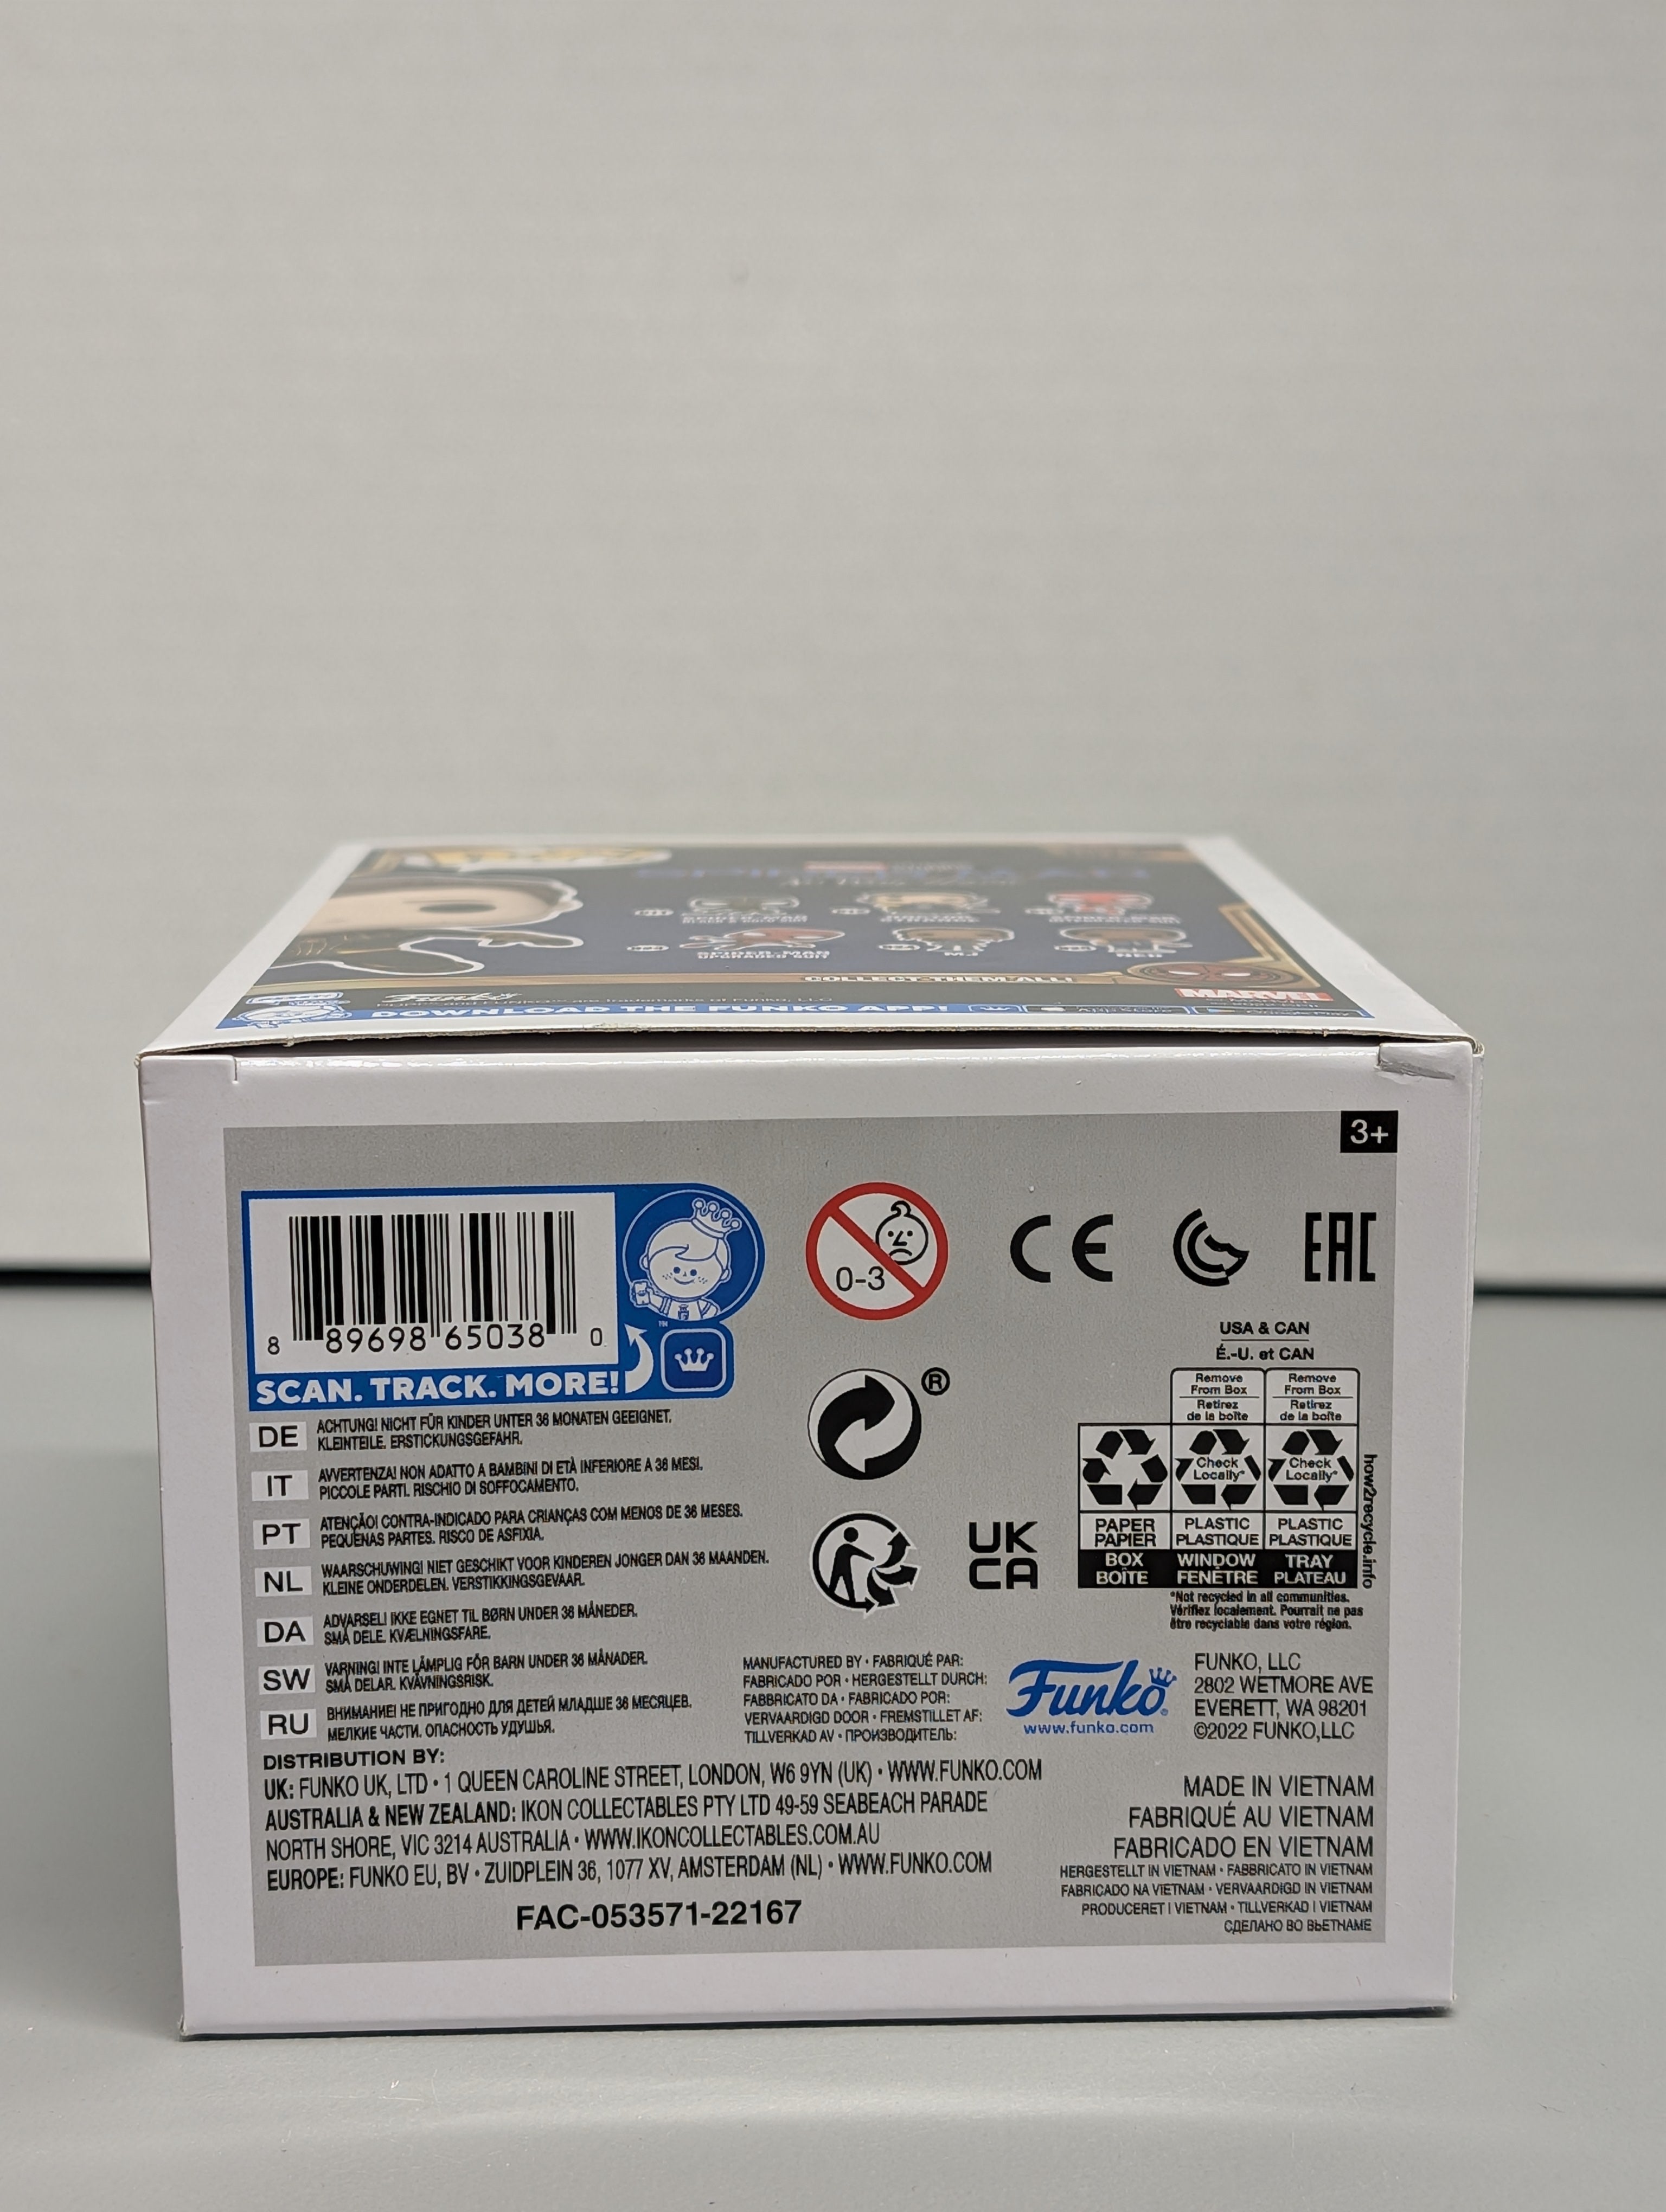 COLLECT THEM ALL!
Funko
MARVEL
DOWNLOAD THE FUNKO APP!
3+
8 89698 65038 0
SCAN. TRACK. MORE!
™
0-3
CE
EAC
®
UK
CA
USA & CAN
É.-U. et CAN
Remove From Box
Retirez de la boîte
Remove From Box
Retirez de la boîte
Check Locally*
Check Locally*
PAPER PAPIER
PLASTIC PLASTIQUE
PLASTIC PLASTIQUE
BOX BOÎTE
WINDOW FENÊTRE
TRAY PLATEAU
how2recycle.info
*Not recycled in all communities.
Vérifiez localement. Pourrait ne pas
être recyclable dans votre région.
DE ACHTUNG! NICHT FÜR KINDER UNTER 36 MONATEN GEEIGNET.
KLEINTEILE. ERSTICKUNGSGEFAHR.
IT AVVERTENZA! NON ADATTO A BAMBINI DI ETÀ INFERIORE A 36 MESI.
PICCOLE PARTI. RISCHIO DI SOFFOCAMENTO.
PT ATENÇÃO! CONTRA-INDICADO PARA CRIANÇAS COM MENOS DE 36 MESES.
PEQUENAS PARTES. RISCO DE ASFIXIA.
NL WAARSCHUWING! NIET GESCHIKT VOOR KINDEREN JONGER DAN 36 MAANDEN.
KLEINE ONDERDELEN. VERSTIKKINGSGEVAAR.
DA ADVARSEL! IKKE EGNET TIL BØRN UNDER 36 MÅNEDER.
SMÅ DELE. KVÆLNINGSFARE.
SW VARNING! INTE LÄMPLIG FÖR BARN UNDER 36 MÅNADER.
SMÅ DELAR. KVÄVNINGSRISK.
RU ВНИМАНИЕ! НЕ ПРИГОДНО ДЛЯ ДЕТЕЙ МЛАДШЕ 36 МЕСЯЦЕВ.
МЕЛКИЕ ЧАСТИ. ОПАСНОСТЬ УДУШЬЯ.
MANUFACTURED BY • FABRIQUÉ PAR:
FABRICADO POR • HERGESTELLT DURCH:
FABBRICATO DA • FABRICADO POR:
VERVAARDIGD DOOR • FREMSTILLET AF:
TILLVERKAD AV • ПРОИЗВОДИТЕЛЬ:
Funko®
www.funko.com
FUNKO, LLC
2802 WETMORE AVE
EVERETT, WA 98201
©2022 FUNKO,LLC
DISTRIBUTION BY:
UK: FUNKO UK, LTD • 1 QUEEN CAROLINE STREET, LONDON, W6 9YN (UK) • WWW.FUNKO.COM
AUSTRALIA & NEW ZEALAND: IKON COLLECTABLES PTY LTD 49-59 SEABEACH PARADE
NORTH SHORE, VIC 3214 AUSTRALIA • WWW.IKONCOLLECTABLES.COM.AU
EUROPE: FUNKO EU, BV • ZUIDPLEIN 36, 1077 XV, AMSTERDAM (NL) • WWW.FUNKO.COM
FAC-053571-22167
MADE IN VIETNAM
FABRIQUÉ AU VIETNAM
FABRICADO EN VIETNAM
HERGESTELLT IN VIETNAM • FABBRICATO IN VIETNAM
FABRICADO NA VIETNAM • VERVAARDIGD IN VIETNAM
PRODUCERET I VIETNAM • TILLVERKAD I VIETNAM
СДЕЛАНО ВО ВЬЕТНАМЕ